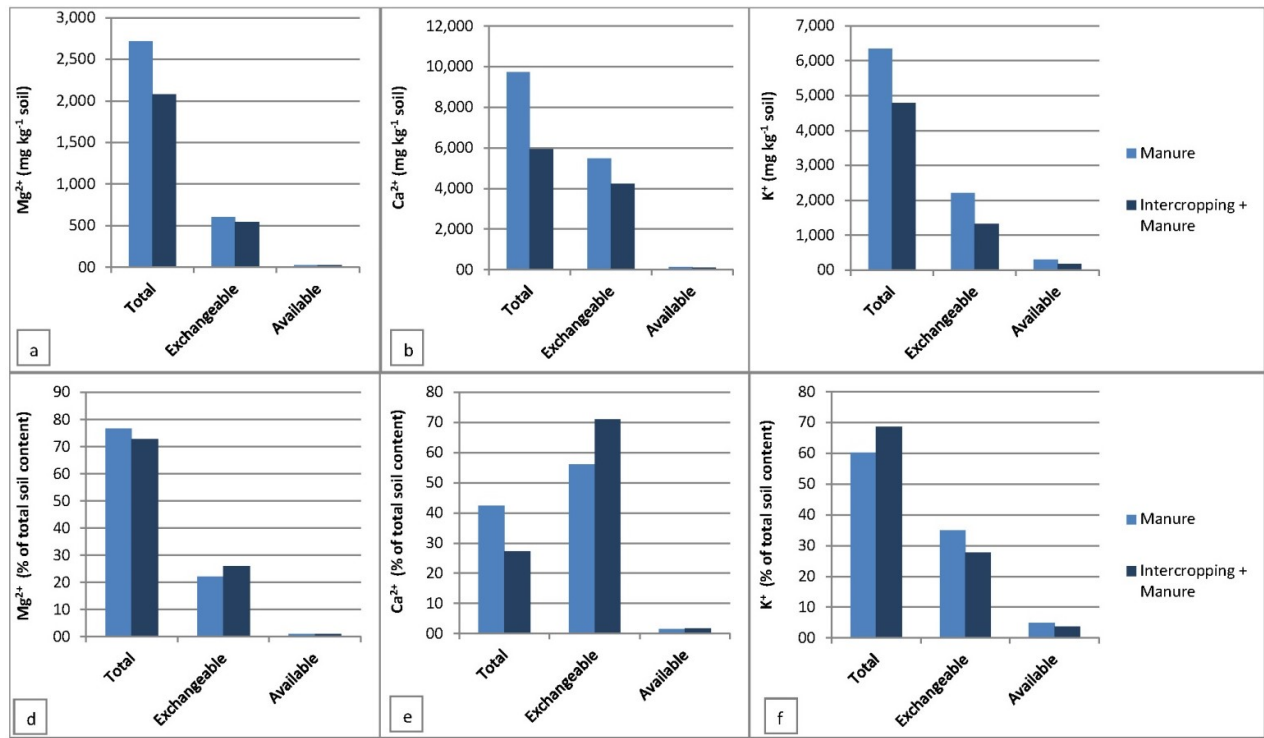 Mg²⁺ (mg kg⁻¹ soil)
3,000
2,500
2,000
1,500
1,000
500
00
Total
Exchangeable
Available
a
Ca²⁺ (mg kg⁻¹ soil)
12,000
10,000
8,000
6,000
4,000
2,000
00
Total
Exchangeable
Available
b
K⁺ (mg kg⁻¹ soil)
7,000
6,000
5,000
4,000
3,000
2,000
1,000
00
Total
Exchangeable
Available
Manure
Intercropping +
Manure
Mg²⁺ (% of total soil content)
90
80
70
60
50
40
30
20
10
00
Total
Exchangeable
Available
d
Ca²⁺ (% of total soil content)
80
70
60
50
40
30
20
10
00
Total
Exchangeable
Available
e
K⁺ (% of total soil content)
80
70
60
50
40
30
20
10
00
Total
Exchangeable
Available
f
Manure
Intercropping +
Manure